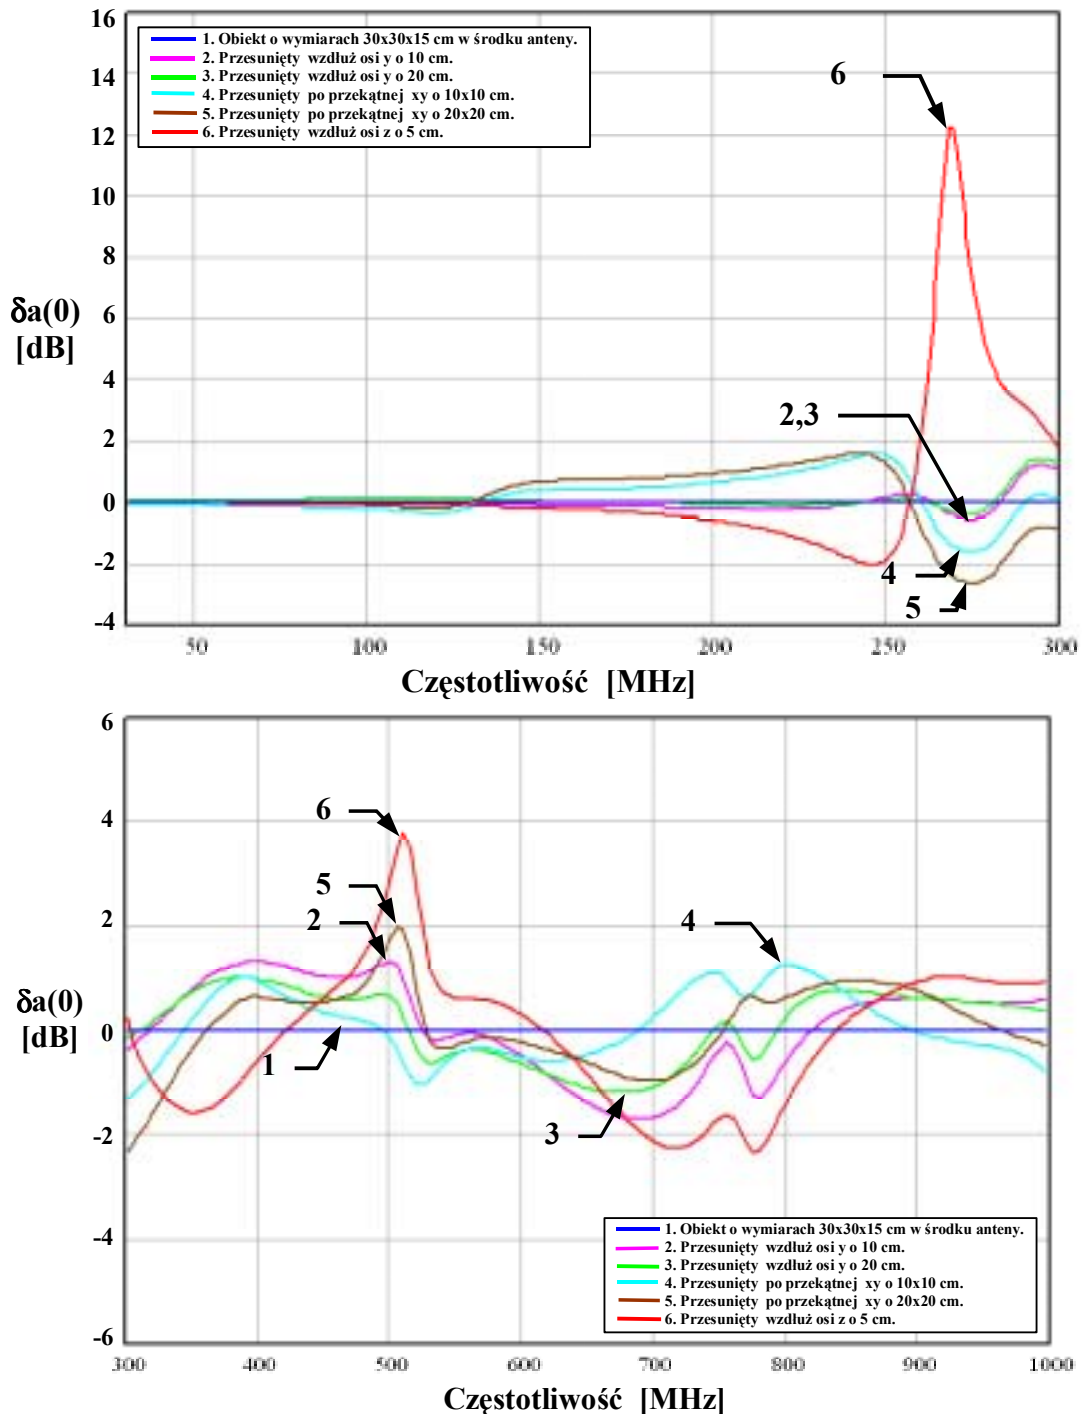 16
14
12
10
8
6
4
2
0
-2
-4
δa(0)
[dB]
1. Obiekt o wymiarach 30x30x15 cm w środku anteny.
2. Przesunięty wzdłuż osi y o 10 cm.
3. Przesunięty wzdłuż osi y o 20 cm.
4. Przesunięty po przekątnej xy o 10x10 cm.
5. Przesunięty po przekątnej xy o 20x20 cm.
6. Przesunięty wzdłuż osi z o 5 cm.
6
2,3
4
5
50 100 150 200 250 300
Częstotliwość [MHz]
6
4
2
0
-2
-4
-6
δa(0)
[dB]
6
5
2
4
1
3
1. Obiekt o wymiarach 30x30x15 cm w środku anteny.
2. Przesunięty wzdłuż osi y o 10 cm.
3. Przesunięty wzdłuż osi y o 20 cm.
4. Przesunięty po przekątnej xy o 10x10 cm.
5. Przesunięty po przekątnej xy o 20x20 cm.
6. Przesunięty wzdłuż osi z o 5 cm.
300 400 500 600 700 800 900 1000
Częstotliwość [MHz]